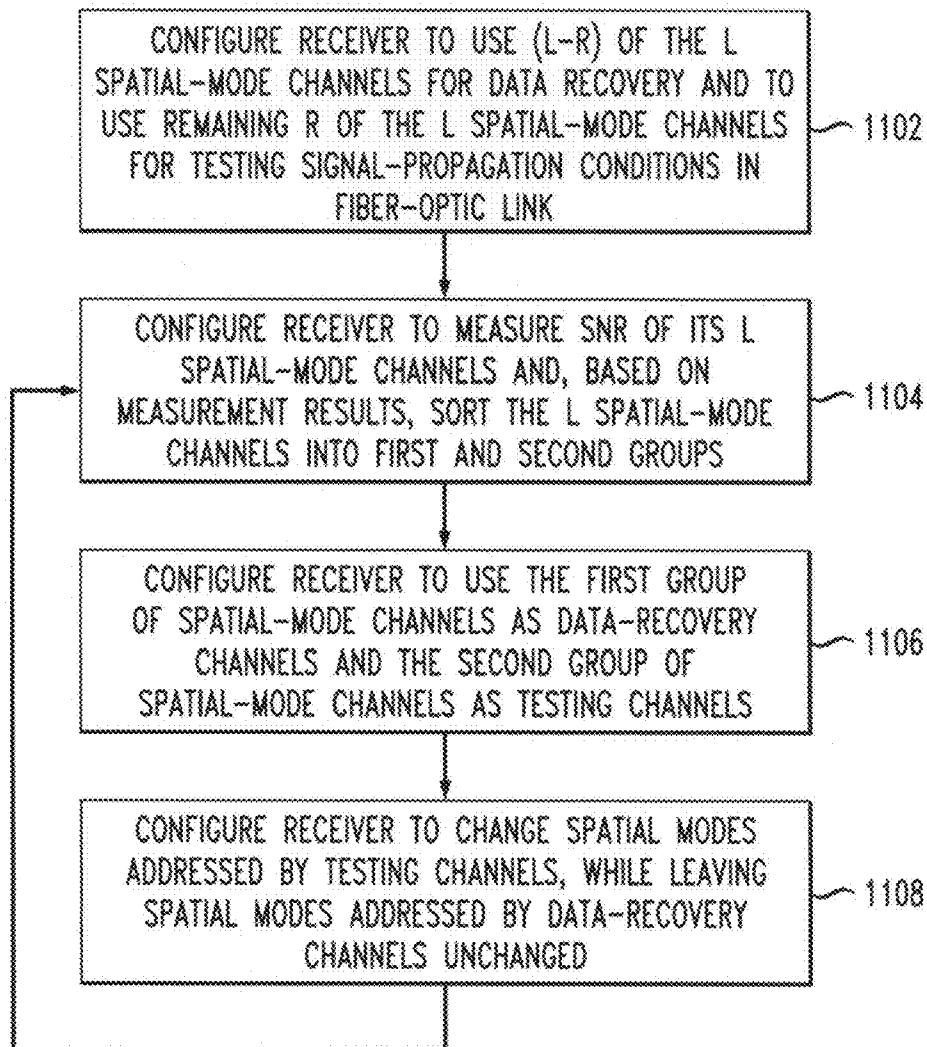 CONFIGURE RECEIVER TO USE (L-R) OF THE L
SPATIAL-MODE CHANNELS FOR DATA RECOVERY AND TO
USE REMAINING R OF THE L SPATIAL-MODE CHANNELS
FOR TESTING SIGNAL-PROPAGATION CONDITIONS IN
FIBER-OPTIC LINK
1102
CONFIGURE RECEIVER TO MEASURE SNR OF ITS L
SPATIAL-MODE CHANNELS AND, BASED ON
MEASUREMENT RESULTS, SORT THE L SPATIAL-MODE
CHANNELS INTO FIRST AND SECOND GROUPS
1104
CONFIGURE RECEIVER TO USE THE FIRST GROUP
OF SPATIAL-MODE CHANNELS AS DATA-RECOVERY
CHANNELS AND THE SECOND GROUP OF
SPATIAL-MODE CHANNELS AS TESTING CHANNELS
1106
CONFIGURE RECEIVER TO CHANGE SPATIAL MODES
ADDRESSED BY TESTING CHANNELS, WHILE LEAVING
SPATIAL MODES ADDRESSED BY DATA-RECOVERY
CHANNELS UNCHANGED
1108